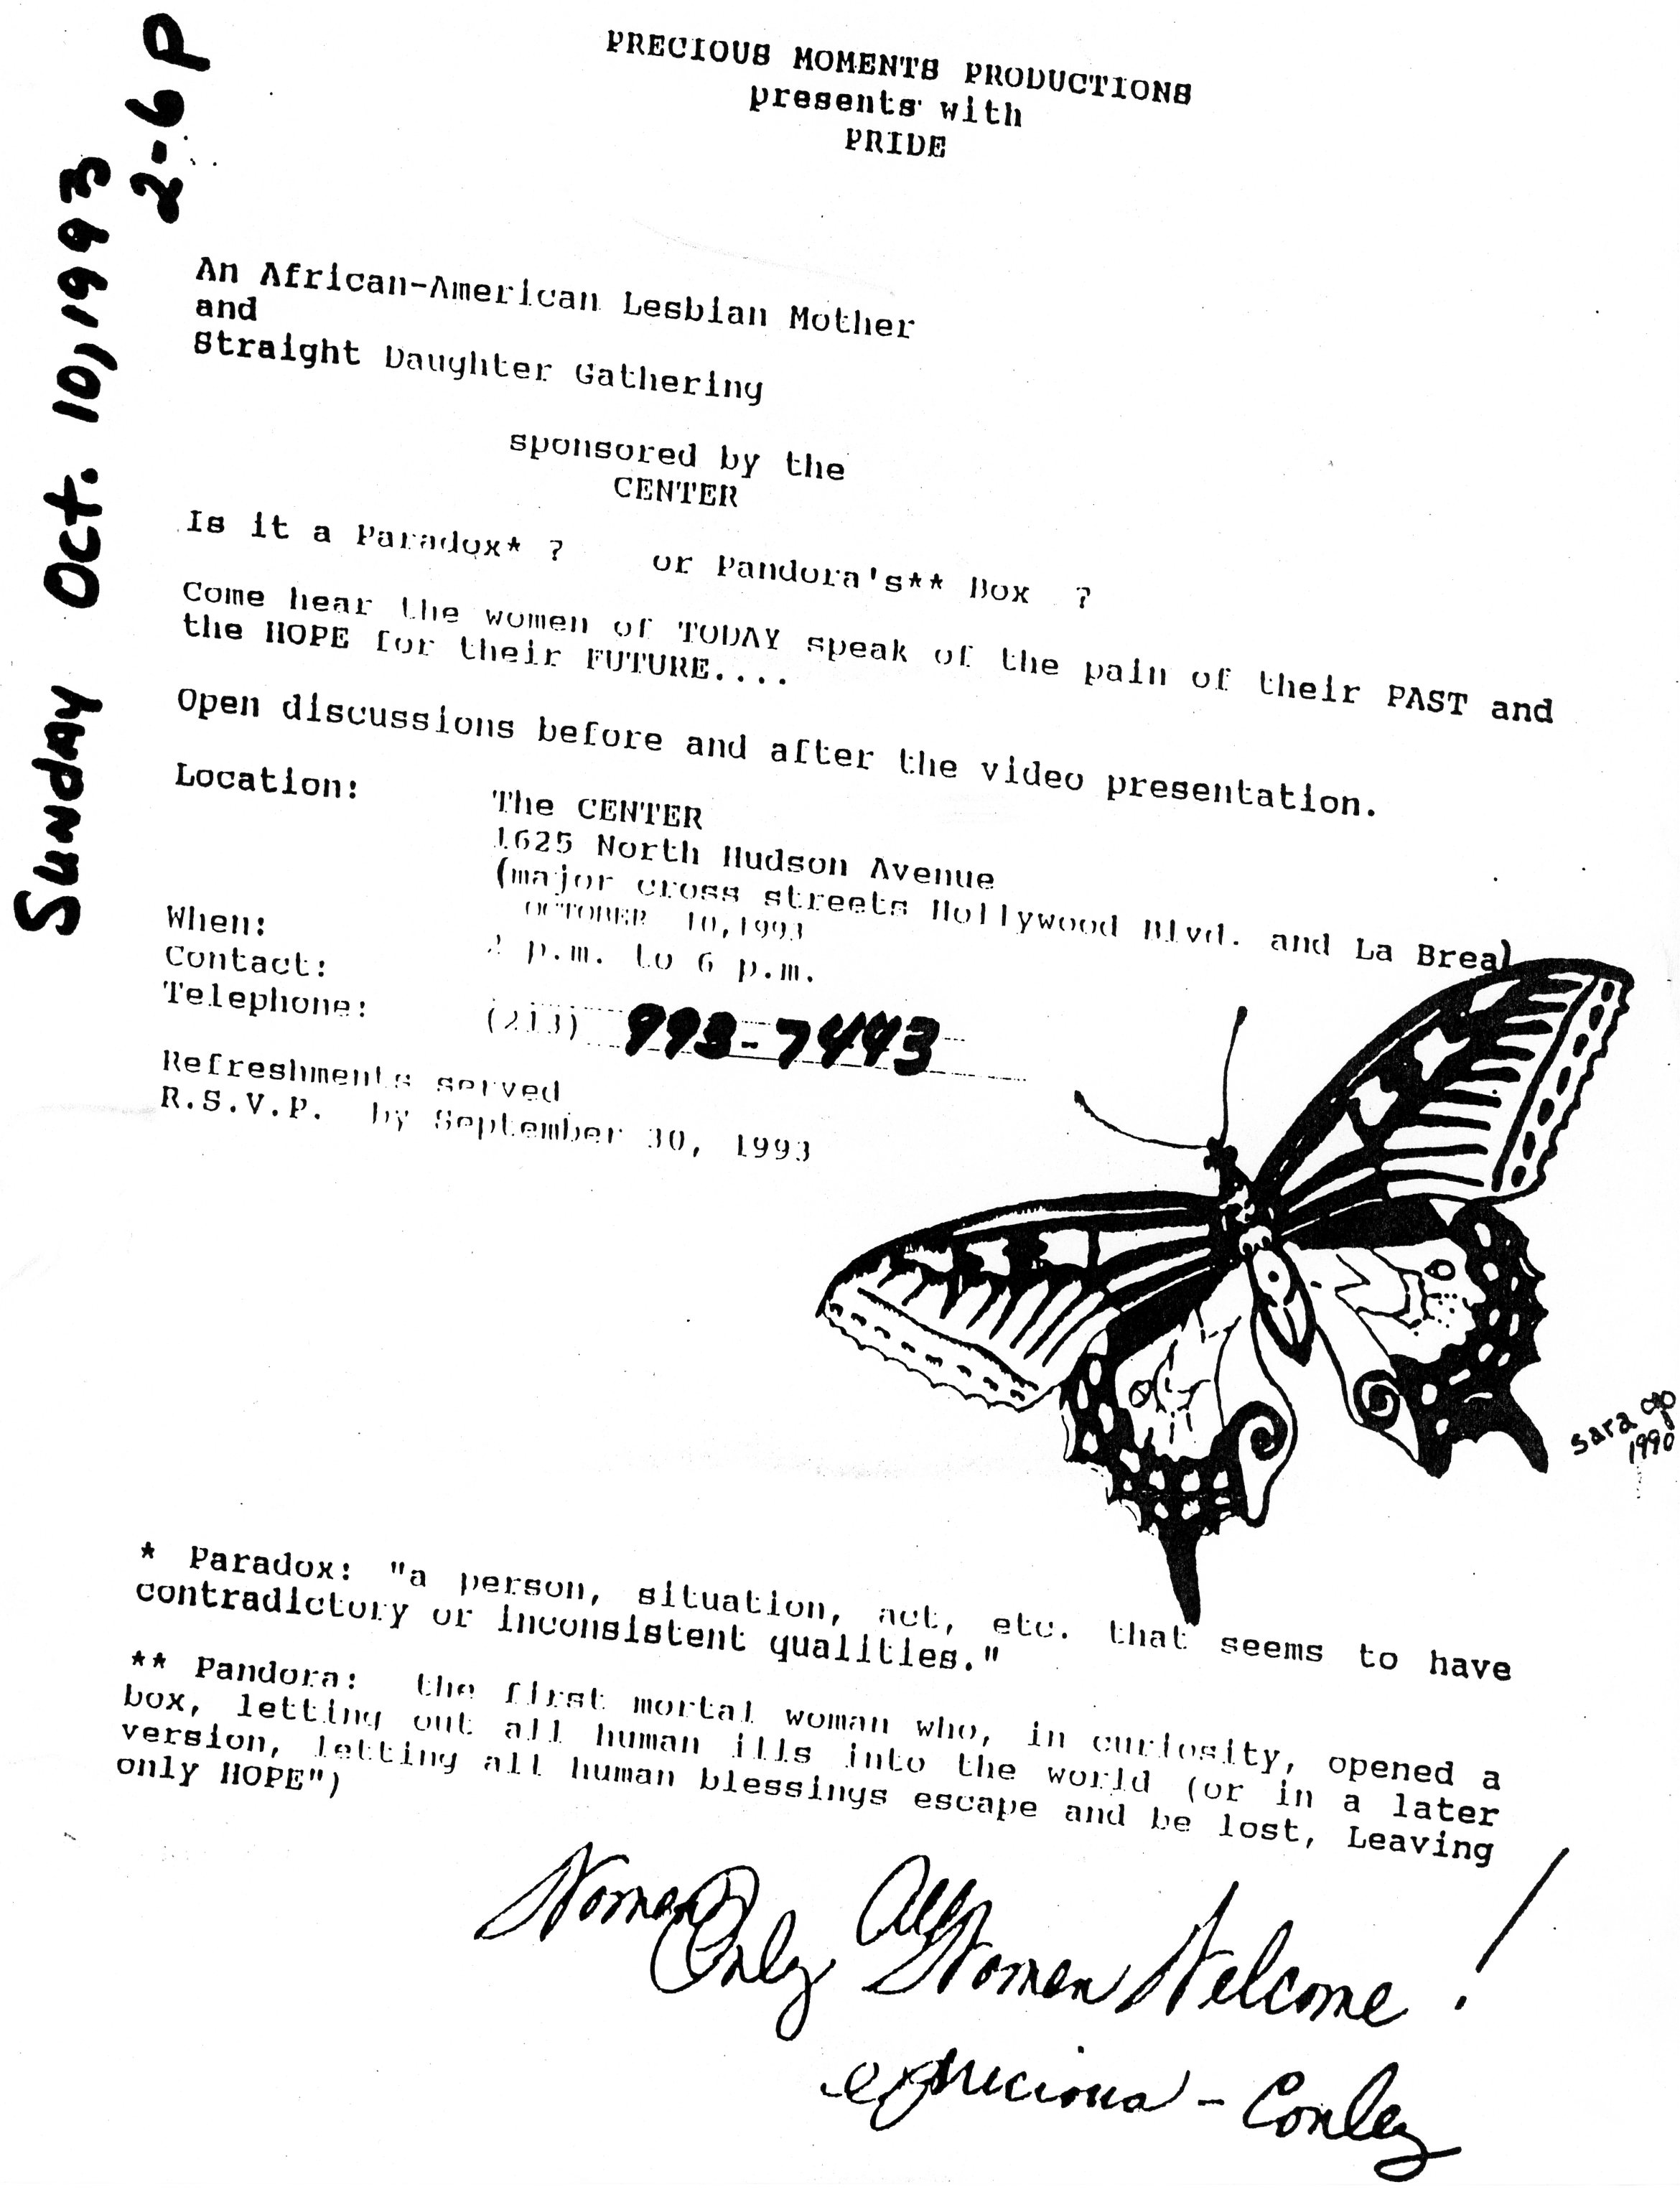 PRECIOUS MOMENTS PRODUCTIONS
presents with
PRIDE
Sunday Oct. 10, 1993
2-6 P
An African-American Lesbian Mother
and
Straight Daughter Gathering
sponsored by the
CENTER
Is it a Paradox* ? or Pandora's** Box ?
Come hear the women of TODAY speak of the pain of their PAST and
the HOPE for their FUTURE....
Open discussions before and after the video presentation.
Location: The CENTER
1625 North Hudson Avenue
(major cross streets Hollywood Blvd. and La Brea)
When: OCTOBER 10,1993
Contact: 2 p.m. to 6 p.m.
Telephone: (213) 993-7443
Refreshments served
R.S.V.P. by September 30, 1993
sara
1990
* Paradox: "a person, situation, act, etc. that seems to have
contradictory or inconsistent qualities."
** Pandora: the first mortal woman who, in curiosity, opened a
box, letting out all human ills into the world (or in a later
version, letting all human blessings escape and be lost, Leaving
only HOPE")
Women Only All Women Welcome!
Precious - Conley